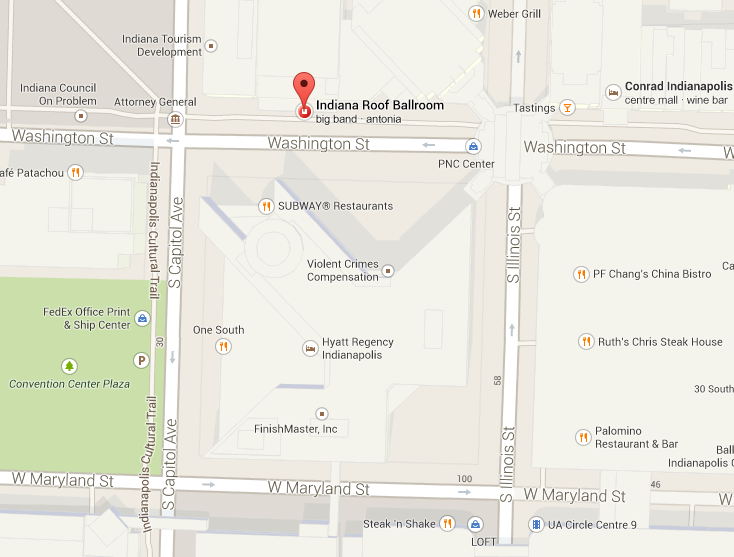 Weber Grill
Indiana Tourism
Development
Indiana Council
On Problem
Attorney General
Indiana Roof Ballroom
big band · antonia
Conrad Indianapolis
centre mall · wine bar
Tastings
Washington St
Washington St
Washington St
W
PNC Center
afé Patachou
Indianapolis Cultural Trail
S Capitol Ave
SUBWAY® Restaurants
S Illinois St
Violent Crimes
Compensation
Ca
PF Chang's China Bistro
FedEx Office Print
& Ship Center
One South
30
P
Hyatt Regency
Indianapolis
Ruth's Chris Steak House
Convention Center Plaza
58
30 South
Indianapolis Cultural Trail
S Capitol Ave
FinishMaster, Inc
S Illinois St
Palomino
Restaurant & Bar
Ball
Indianapolis C
W Maryland St
W Maryland St
100
W Maryland St
46
W
Steak 'n Shake
LOFT
UA Circle Centre 9